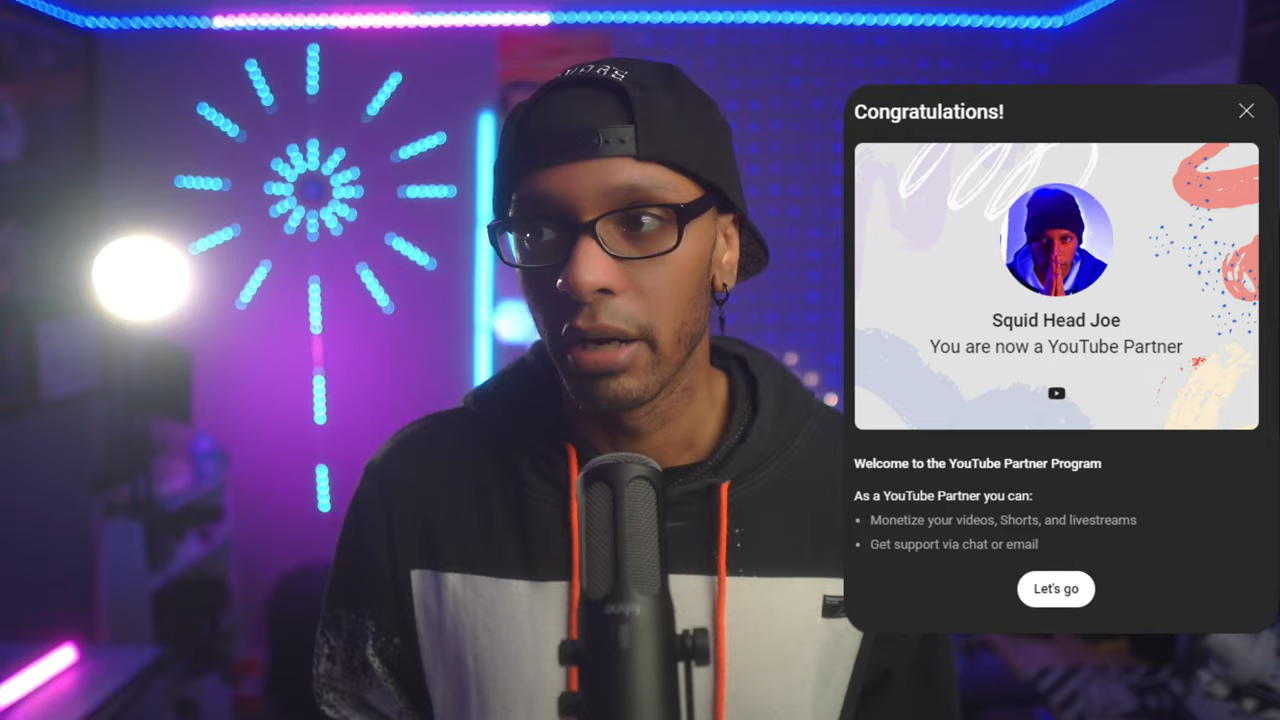 Congratulations!
Squid Head Joe
You are now a YouTube Partner
Welcome to the YouTube Partner Program
As a YouTube Partner you can:
• Monetize your videos, Shorts, and livestreams
• Get support via chat or email
Let's go